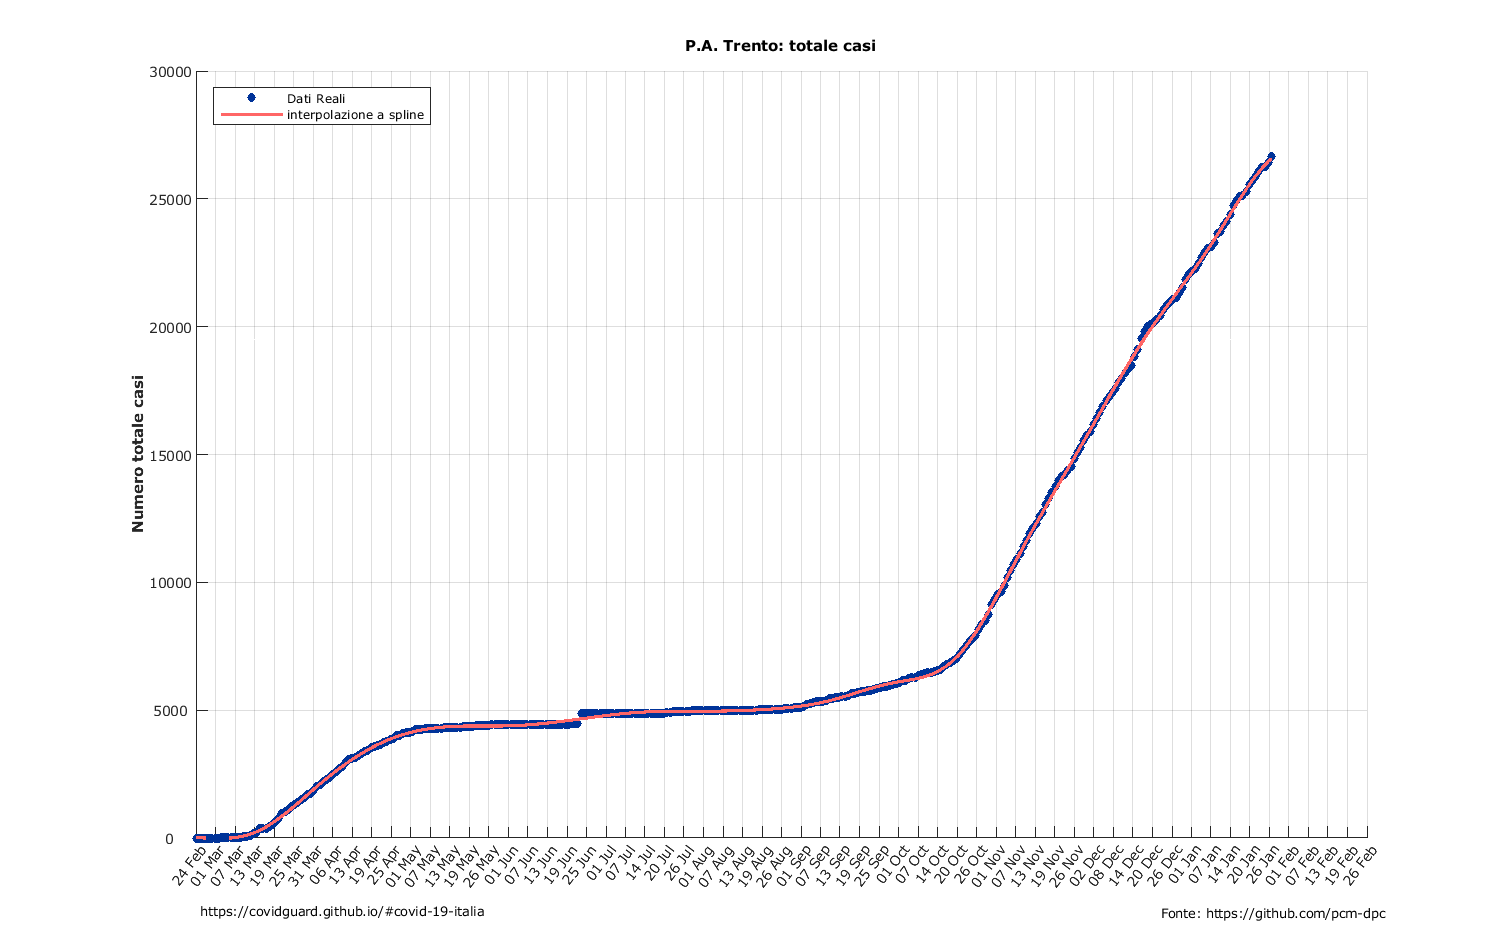 P.A. Trento: totale casi
Dati Reali
interpolazione a spline
Numero totale casi
30000
25000
20000
15000
10000
5000
0
24 Feb
01 Mar
07 Mar
13 Mar
19 Mar
25 Mar
31 Mar
06 Apr
13 Apr
19 Apr
25 Apr
01 May
07 May
13 May
19 May
26 May
01 Jun
07 Jun
13 Jun
19 Jun
25 Jun
01 Jul
07 Jul
14 Jul
20 Jul
26 Jul
01 Aug
07 Aug
13 Aug
19 Aug
26 Aug
01 Sep
07 Sep
13 Sep
19 Sep
25 Sep
01 Oct
07 Oct
14 Oct
20 Oct
26 Oct
01 Nov
07 Nov
13 Nov
19 Nov
26 Nov
02 Dec
08 Dec
14 Dec
20 Dec
26 Dec
01 Jan
07 Jan
14 Jan
20 Jan
26 Jan
01 Feb
07 Feb
13 Feb
19 Feb
26 Feb
https://covidguard.github.io/#covid-19-italia
Fonte: https://github.com/pcm-dpc